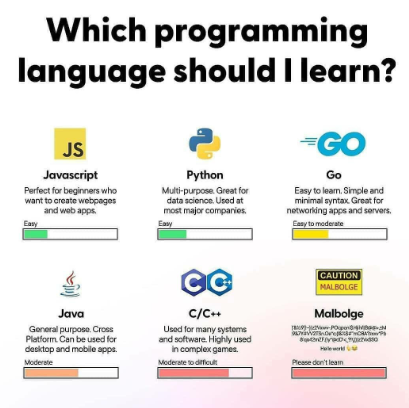 Which programming
language should I learn?
JS
Javascript
Perfect for beginners who
want to create webpages
and web apps.
Easy
Python
Multi-purpose. Great for
data science. Used at
most major companies.
Easy
GO
Go
Easy to learn. Simple and
minimal syntax. Great for
networking apps and servers.
Easy to moderate
Java
General purpose. Cross
Platform. Can be used for
desktop and mobile apps.
Moderate
C C++
C/C++
Used for many systems
and software. Highly used
in complex games.
Moderate to difficult
CAUTION
MALBOLGE
Malbolge
Hello world
Please don't learn